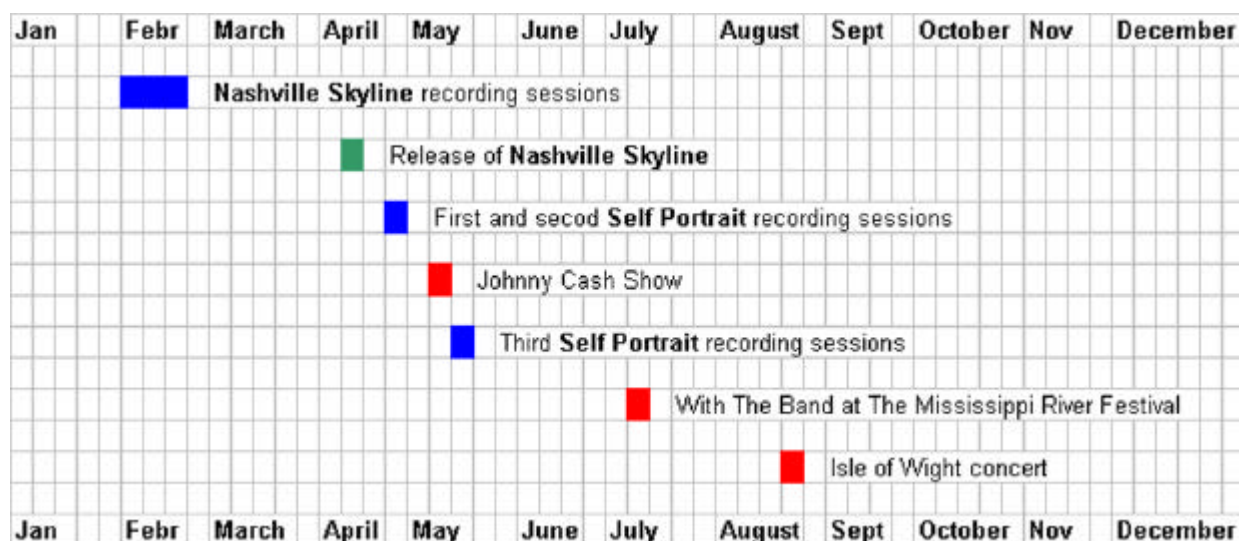 Jan Febr March April May June July August Sept October Nov December
Nashville Skyline recording sessions
Release of Nashville Skyline
First and secod Self Portrait recording sessions
Johnny Cash Show
Third Self Portrait recording sessions
With The Band at The Mississippi River Festival
Isle of Wight concert
Jan Febr March April May June July August Sept October Nov December